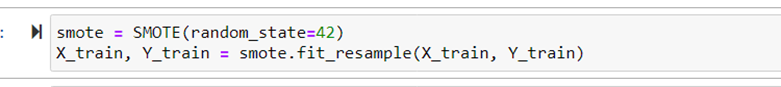 :
smote = SMOTE(random_state=42)
X_train, Y_train = smote.fit_resample(X_train, Y_train)